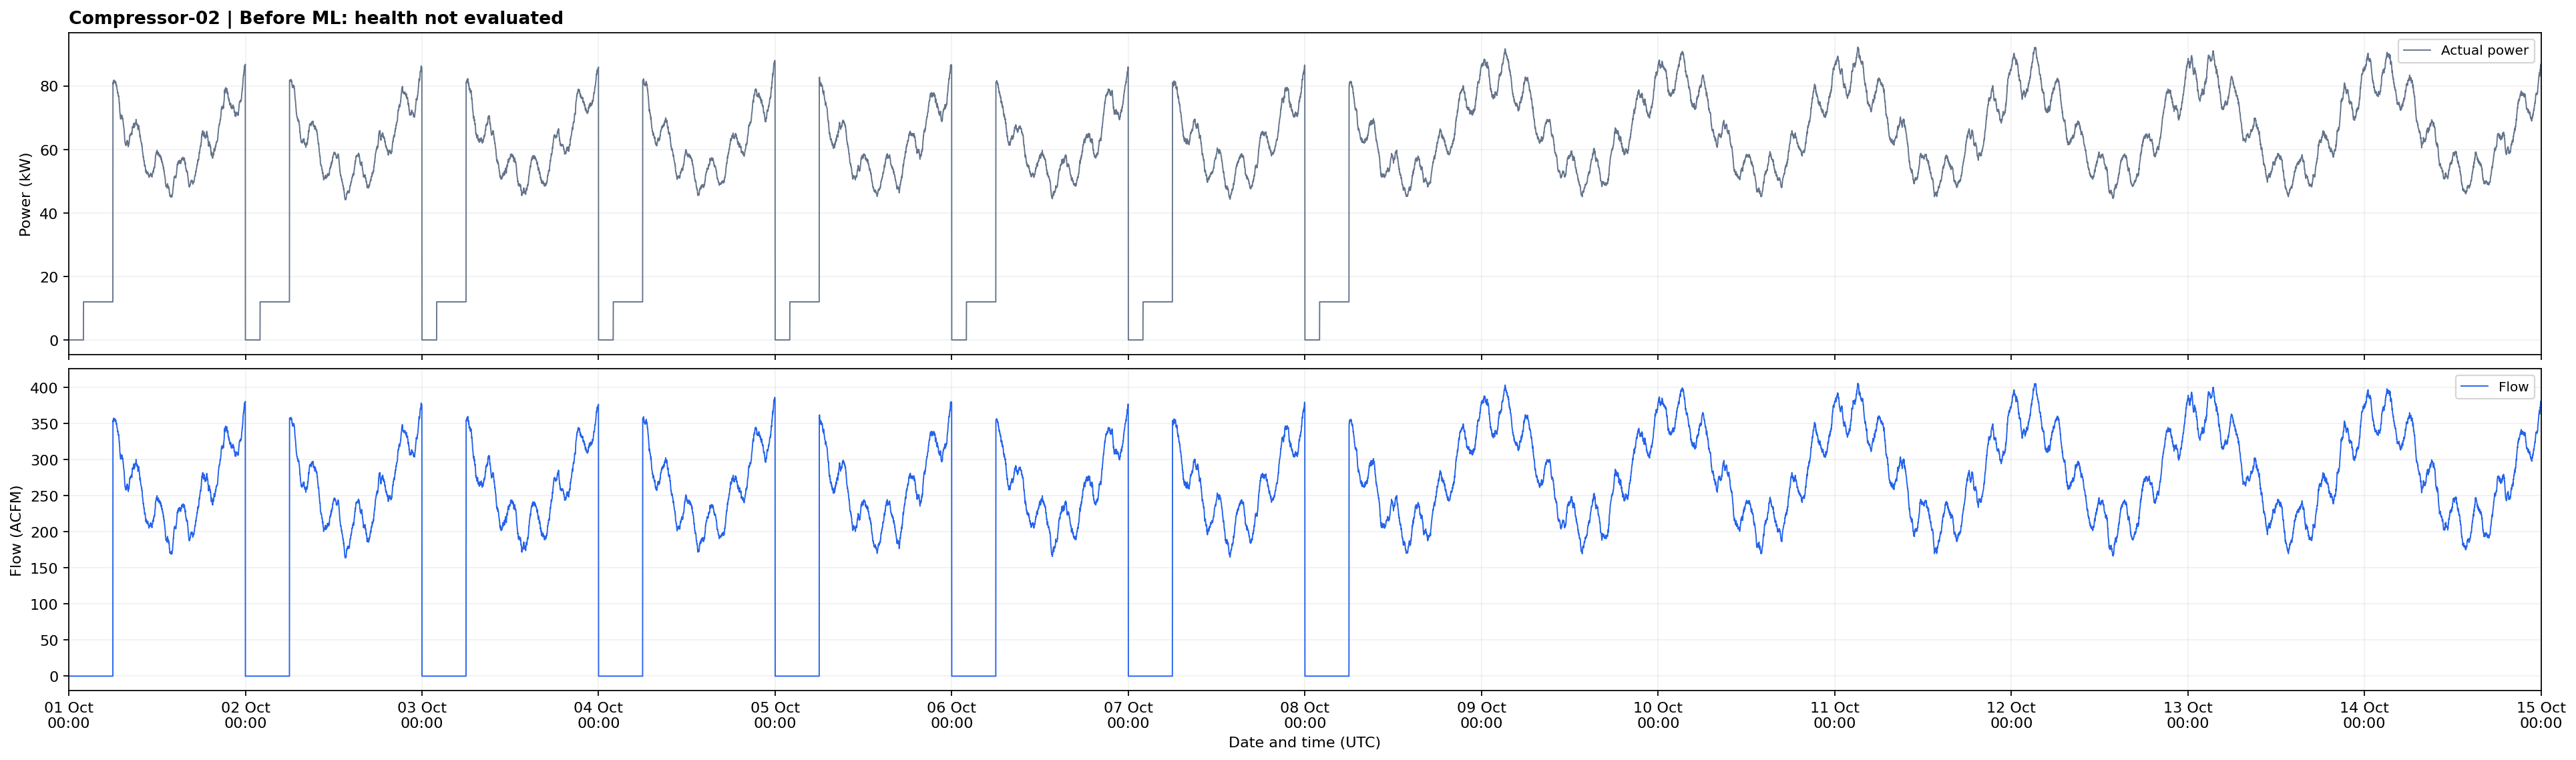 Compressor-02 | Before ML: health not evaluated
Actual power
Power (kW)
80
60
40
20
0
Flow
Flow (ACFM)
400
350
300
250
200
150
100
50
0
01 Oct 02 Oct 03 Oct 04 Oct 05 Oct 06 Oct 07 Oct 08 Oct 09 Oct 10 Oct 11 Oct 12 Oct 13 Oct 14 Oct 15 Oct
00:00 00:00 00:00 00:00 00:00 00:00 00:00 00:00 00:00 00:00 00:00 00:00 00:00 00:00 00:00
Date and time (UTC)